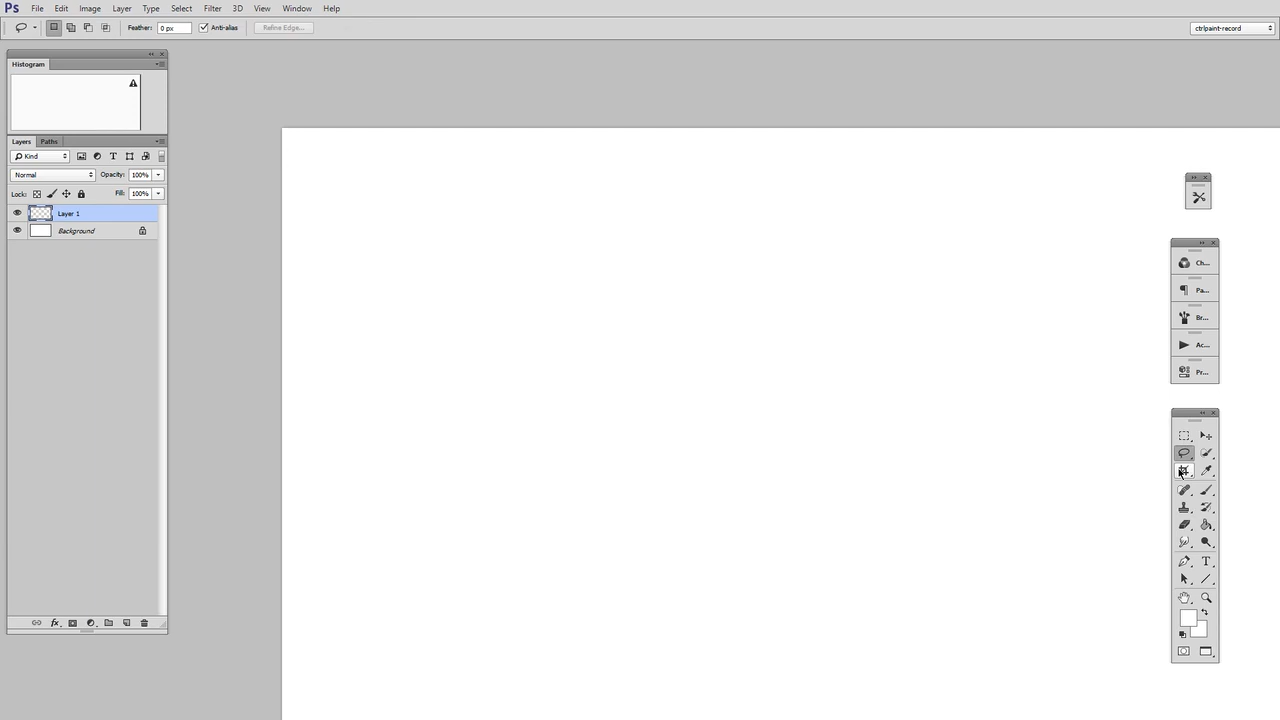 Ps File Edit Image Layer Type Select Filter 3D View Window Help
Feather: 0 px Anti-alias Refine Edge... ctrlpaint-record
Histogram
Layers Paths
Kind
Normal Opacity: 100%
Lock: Fill: 100%
Layer 1
Background
fx
Ch...
Pa...
Br...
Ac...
Pr...
T